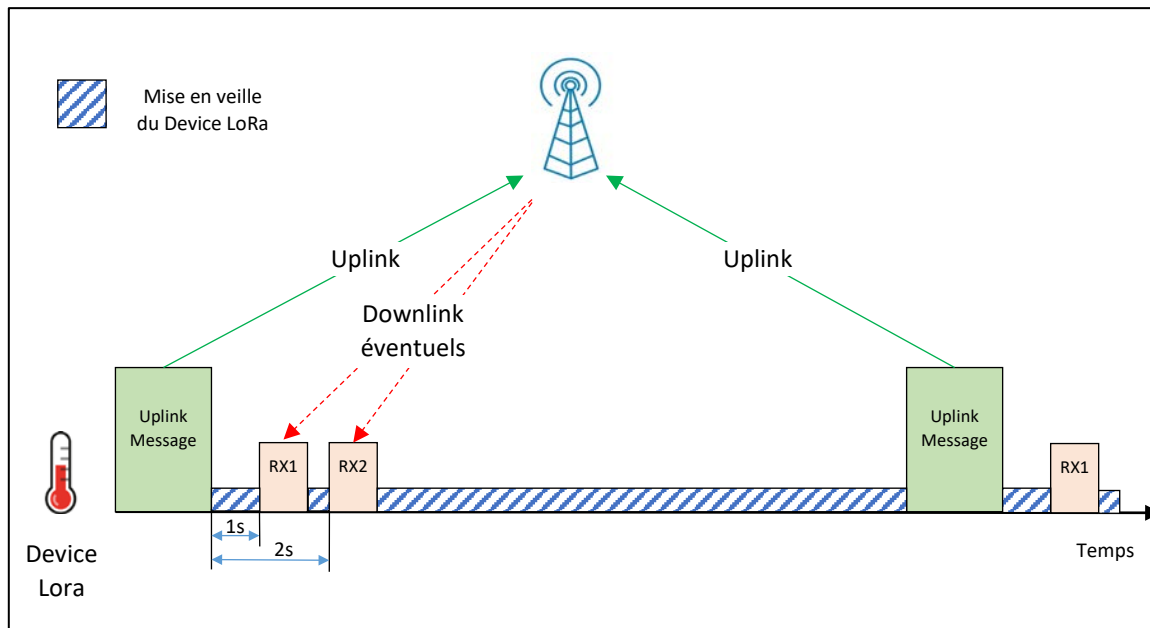 Mise en veille
du Device LoRa
Uplink
Uplink
Downlink
éventuels
Uplink
Message
RX1
RX2
Uplink
Message
RX1
1s
2s
Temps
Device
Lora